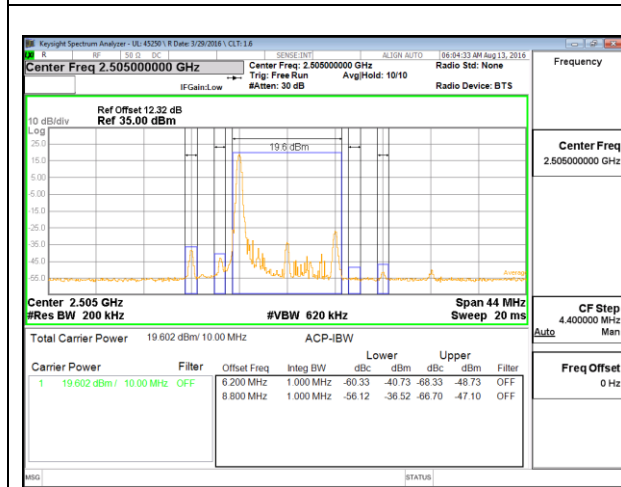 Keysight Spectrum Analyzer - UL: 45250 \ R Date: 3/29/2016 \ CLT: 1.6
R RF 50 Ω DC SENSE:INT ALIGN AUTO 06:04:33 AM Aug 13, 2016
Center Freq 2.505000000 GHz
Center Freq: 2.505000000 GHz
Radio Std: None
Trig: Free Run
Avg|Hold: 10/10
IFGain:Low
#Atten: 30 dB
Radio Device: BTS
Ref Offset 12.32 dB
10 dB/div Ref 35.00 dBm
Log
25.0
15.0
5.00
-5.00
-15.0
-25.0
-35.0
-45.0
-55.0
19.6 dBm
Average
Center 2.505 GHz Span 44 MHz
#Res BW 200 kHz #VBW 620 kHz Sweep 20 ms
Total Carrier Power 19.602 dBm/ 10.00 MHz ACP-IBW
Lower Upper
Carrier Power Filter Offset Freq Integ BW dBc dBm dBc dBm Filter
1 19.602 dBm / 10.00 MHz OFF 6.200 MHz 1.000 MHz -60.33 -40.73 -68.33 -48.73 OFF
8.800 MHz 1.000 MHz -56.12 -36.52 -66.70 -47.10 OFF
MSG STATUS
Frequency
Center Freq
2.505000000 GHz
CF Step
4.400000 MHz
Auto Man
Freq Offset
0 Hz